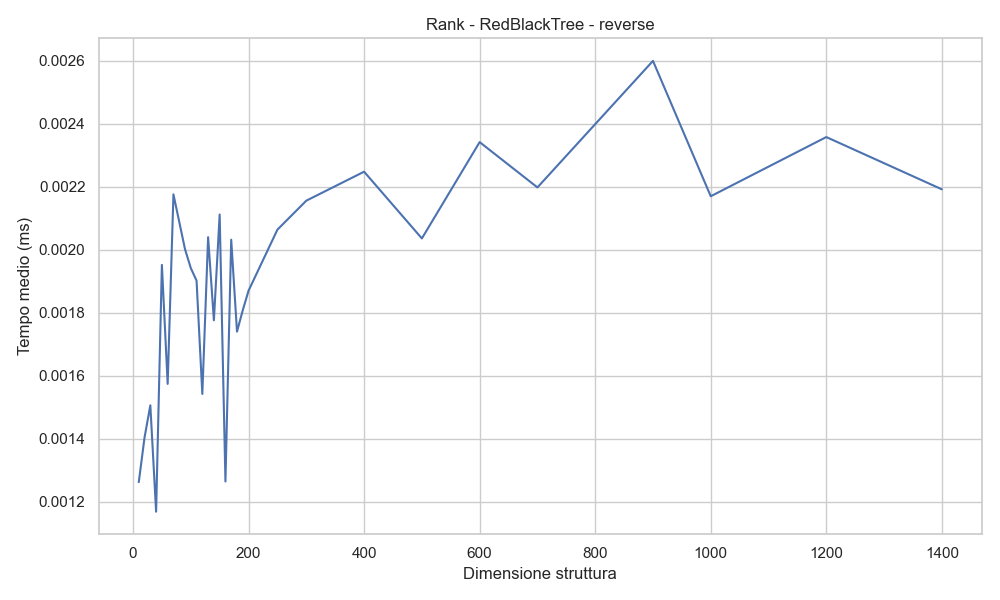 Rank - RedBlackTree - reverse
Tempo medio (ms)
0.0026
0.0024
0.0022
0.0020
0.0018
0.0016
0.0014
0.0012
0 200 400 600 800 1000 1200 1400
Dimensione struttura